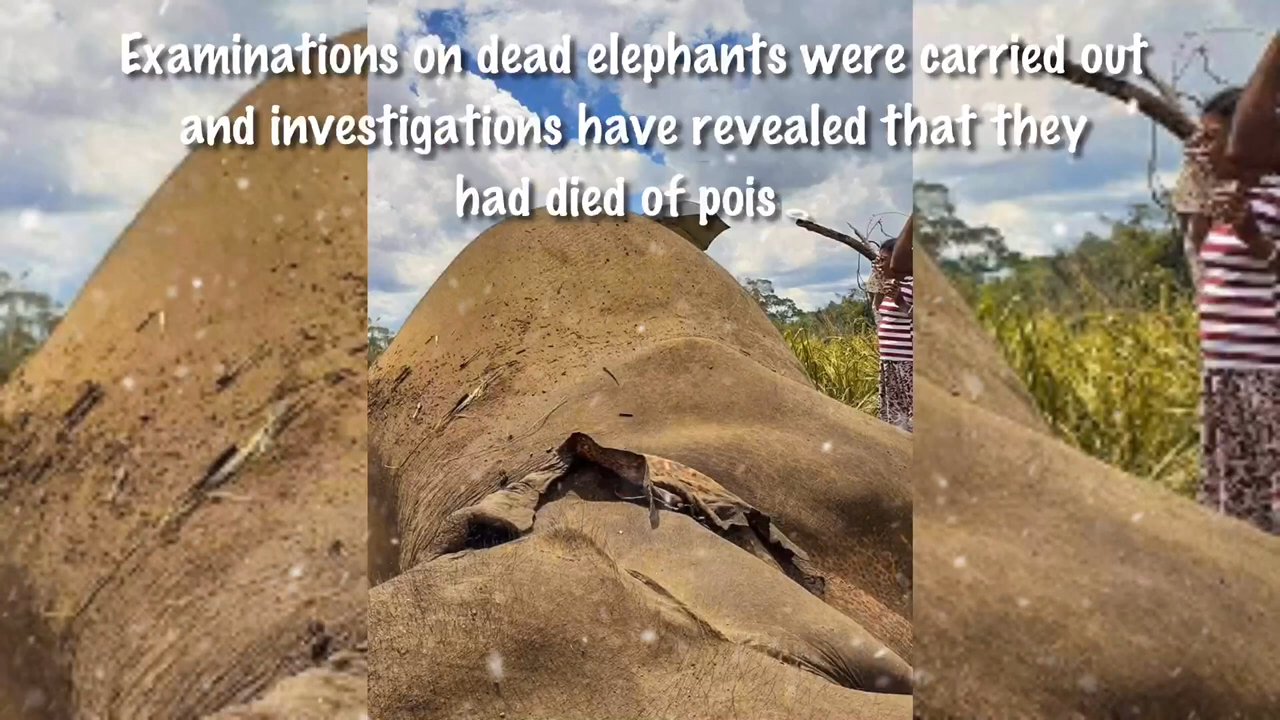 Examinations on dead elephants were carried out
and investigations have revealed that they
had died of pois